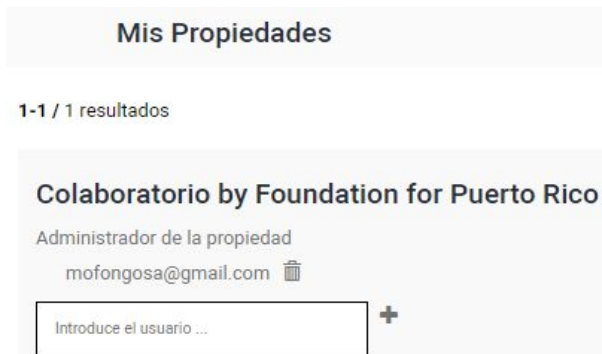 Mis Propiedades
1-1 / 1 resultados
Colaboratorio by Foundation for Puerto Rico
Administrador de la propiedad
mofongosa@gmail.com
Introduce el usuario ...